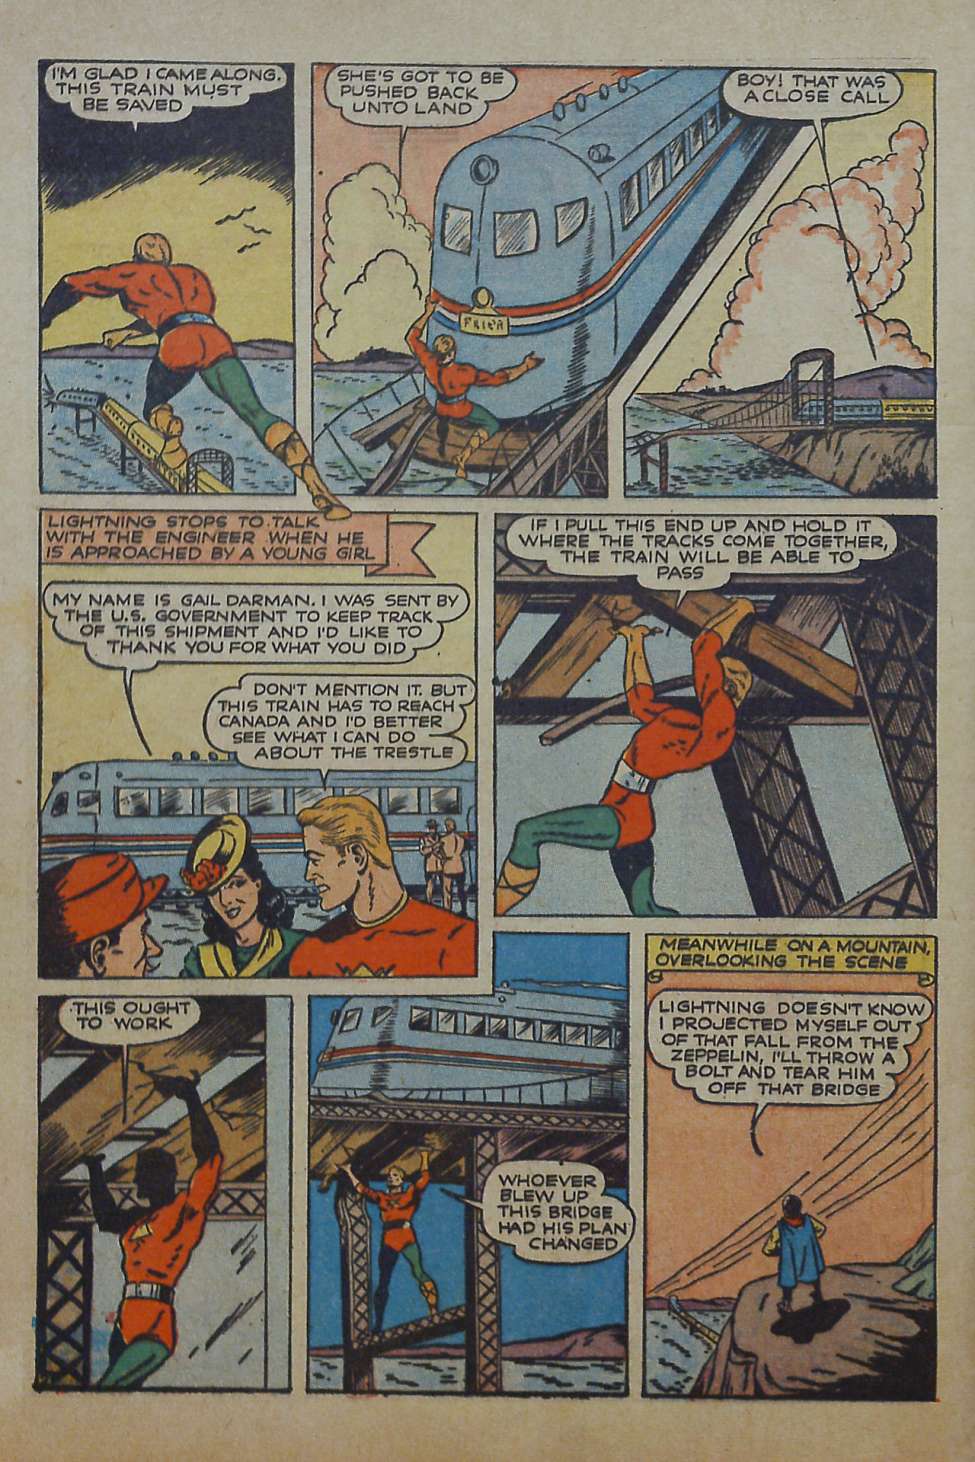 I'M GLAD I CAME ALONG.
THIS TRAIN MUST
BE SAVED
SHE'S GOT TO BE
PUSHED BACK
UNTO LAND
BOY! THAT WAS
A CLOSE CALL
LIGHTNING STOPS TO TALK
WITH THE ENGINEER WHEN HE
IS APPROACHED BY A YOUNG GIRL
MY NAME IS GAIL DARMAN. I WAS SENT BY
THE U.S. GOVERNMENT TO KEEP TRACK
OF THIS SHIPMENT AND I'D LIKE TO
THANK YOU FOR WHAT YOU DID
DON'T MENTION IT. BUT
THIS TRAIN HAS TO REACH
CANADA AND I'D BETTER
SEE WHAT I CAN DO
ABOUT THE TRESTLE
IF I PULL THIS END UP AND HOLD IT
WHERE THE TRACKS COME TOGETHER,
THE TRAIN WILL BE ABLE TO
PASS
THIS OUGHT
TO WORK
WHOEVER
BLEW UP
THIS BRIDGE
HAD HIS PLAN
CHANGED
MEANWHILE ON A MOUNTAIN,
OVERLOOKING THE SCENE
LIGHTNING DOESN'T KNOW
I PROJECTED MYSELF OUT
OF THAT FALL FROM THE
ZEPPELIN, I'LL THROW A
BOLT AND TEAR HIM
OFF THAT BRIDGE